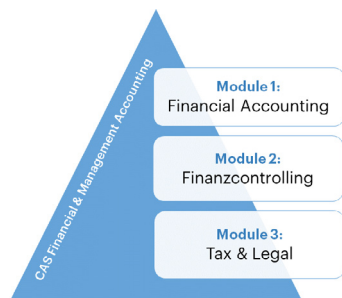 CAS Financial & Management Accounting
Module 1:
Financial Accounting
Module 2:
Finanzcontrolling
Module 3:
Tax & Legal